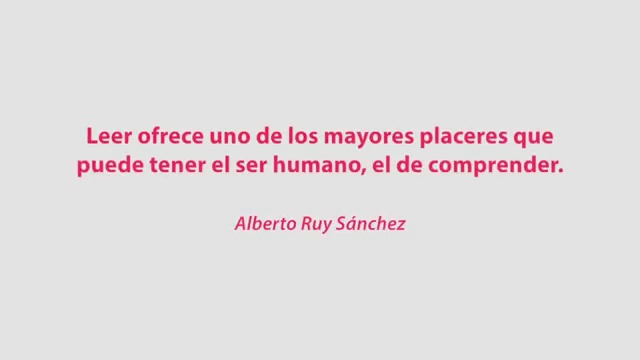 Leer ofrece uno de los mayores placeres que
puede tener el ser humano, el de comprender.
Alberto Ruy Sánchez